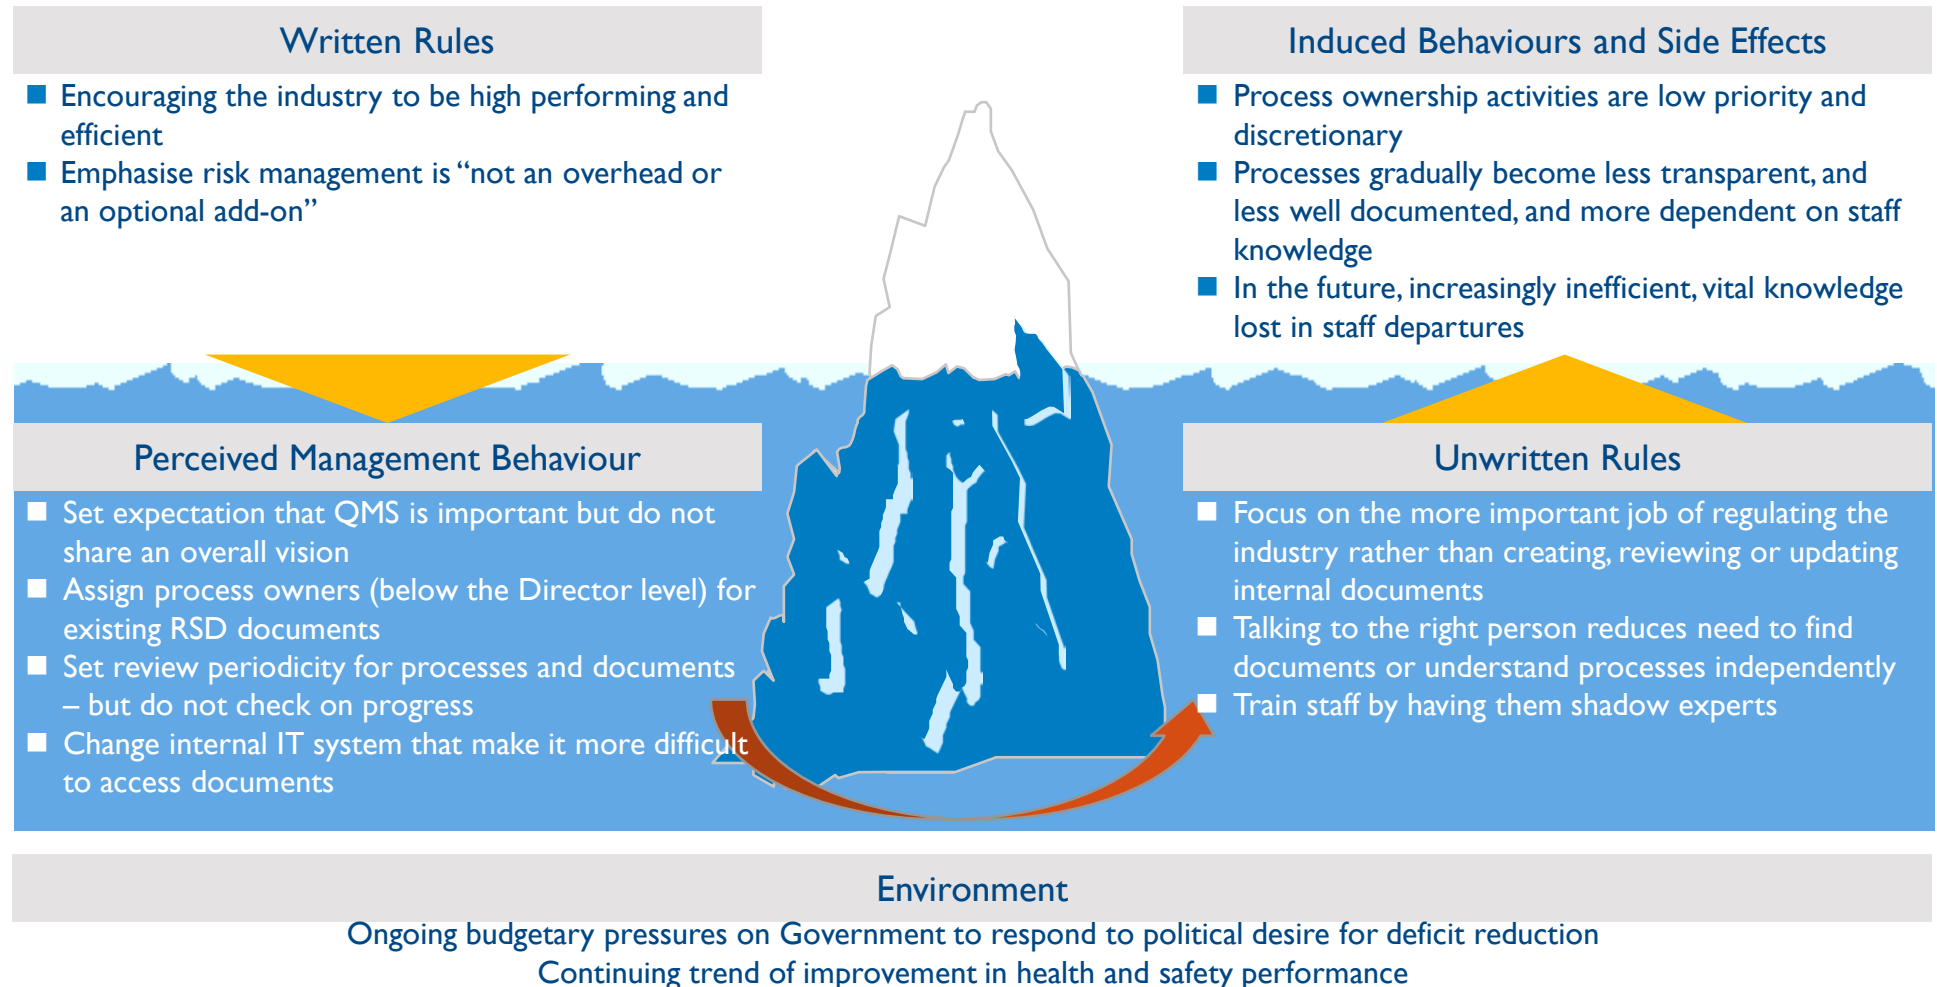 Written Rules
Encouraging the industry to be high performing and
efficient
Emphasise risk management is “not an overhead or
an optional add-on”
Induced Behaviours and Side Effects
Process ownership activities are low priority and
discretionary
Processes gradually become less transparent, and
less well documented, and more dependent on staff
knowledge
In the future, increasingly inefficient, vital knowledge
lost in staff departures
Perceived Management Behaviour
Set expectation that QMS is important but do not
share an overall vision
Assign process owners (below the Director level) for
existing RSD documents
Set review periodicity for processes and documents
– but do not check on progress
Change internal IT system that make it more difficult
to access documents
Unwritten Rules
Focus on the more important job of regulating the
industry rather than creating, reviewing or updating
internal documents
Talking to the right person reduces need to find
documents or understand processes independently
Train staff by having them shadow experts
Environment
Ongoing budgetary pressures on Government to respond to political desire for deficit reduction
Continuing trend of improvement in health and safety performance